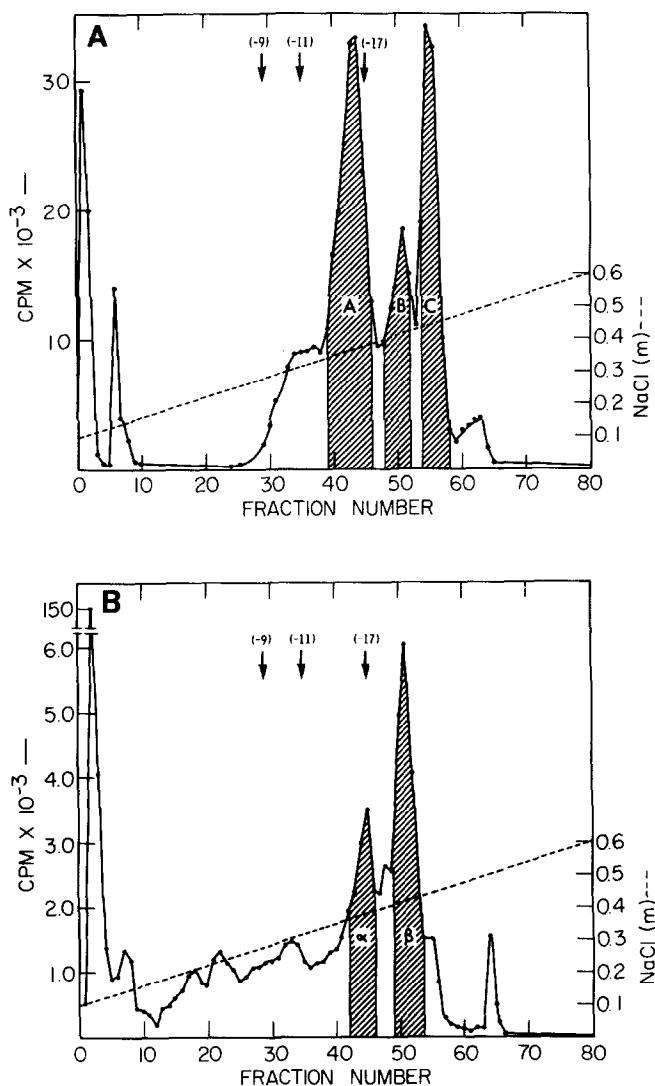 A
(-9) (-11) (-17)
30
20
10
CPM X 10⁻³ —
0.6
0.5
0.4
0.3
0.2
0.1
NaCl (m)---
A B C
0 10 20 30 40 50 60 70 80
FRACTION NUMBER
B
(-9) (-11) (-17)
150
6.0
5.0
4.0
3.0
2.0
1.0
CPM X 10⁻³ —
0.6
0.5
0.4
0.3
0.2
0.1
NaCl (m)---
α β
0 10 20 30 40 50 60 70 80
FRACTION NUMBER